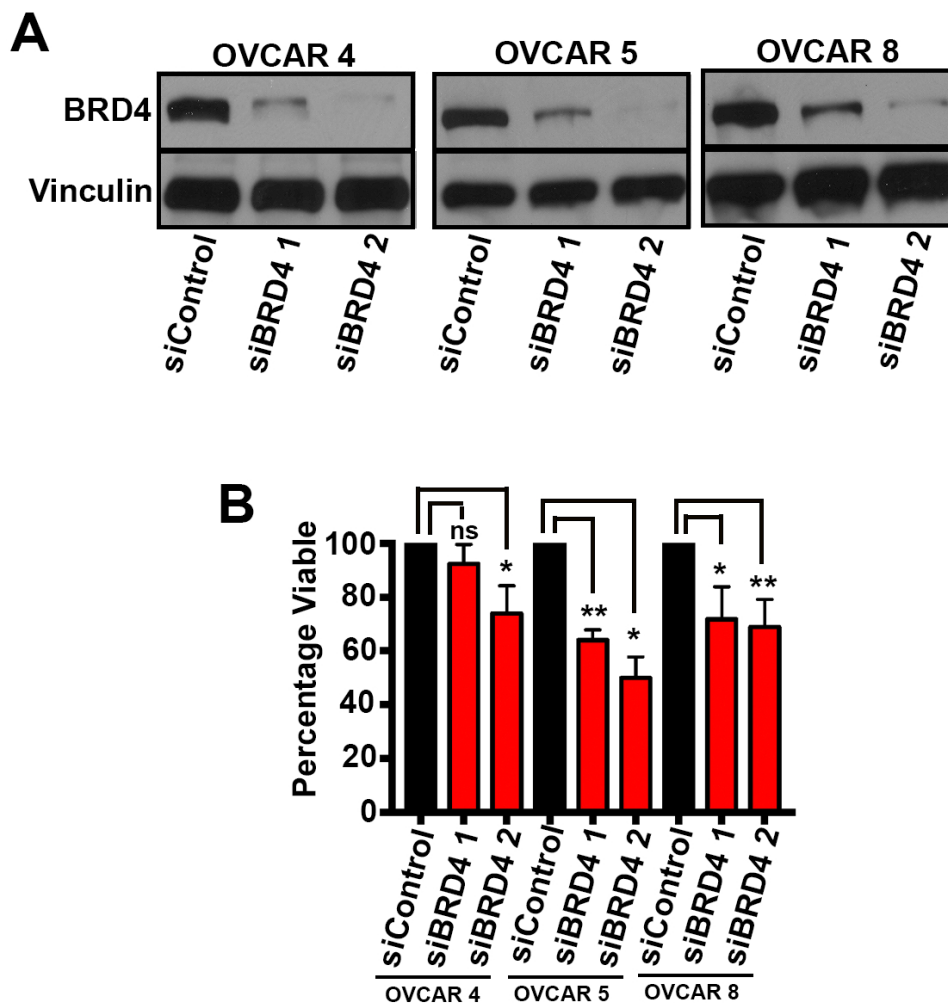 A
OVCAR 4 OVCAR 5 OVCAR 8
BRD4
Vinculin
siControl siBRD4 1 siBRD4 2 siControl siBRD4 1 siBRD4 2 siControl siBRD4 1 siBRD4 2
B
Percentage Viable
100
80
60
40
20
0
ns * ** * * **
siControl siBRD4 1 siBRD4 2 siControl siBRD4 1 siBRD4 2 siControl siBRD4 1 siBRD4 2
OVCAR 4 OVCAR 5 OVCAR 8